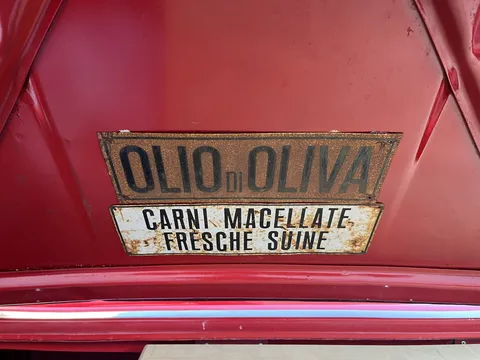 OLIO DI OLIVA
CARNI MACELLATE
FRESCHE SUINE